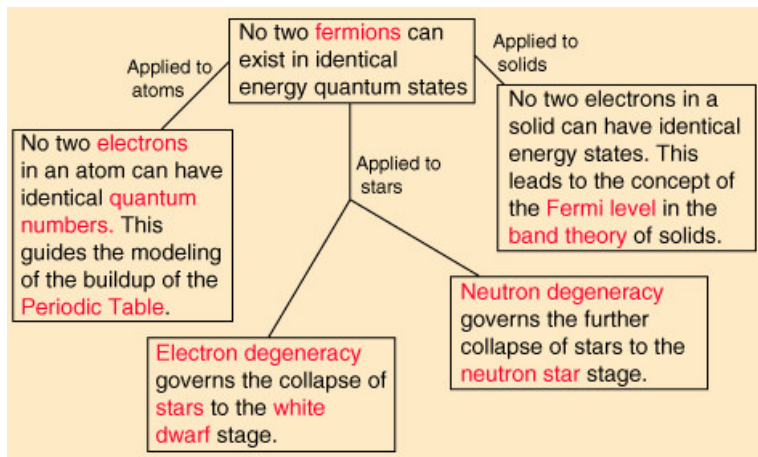 No two fermions can
exist in identical
energy quantum states
Applied to
atoms
Applied to
solids
No two electrons
in an atom can have
identical quantum
numbers. This
guides the modeling
of the buildup of the
Periodic Table.
Applied to
stars
No two electrons in a
solid can have identical
energy states. This
leads to the concept of
the Fermi level in the
band theory of solids.
Electron degeneracy
governs the collapse of
stars to the white
dwarf stage.
Neutron degeneracy
governs the further
collapse of stars to the
neutron star stage.